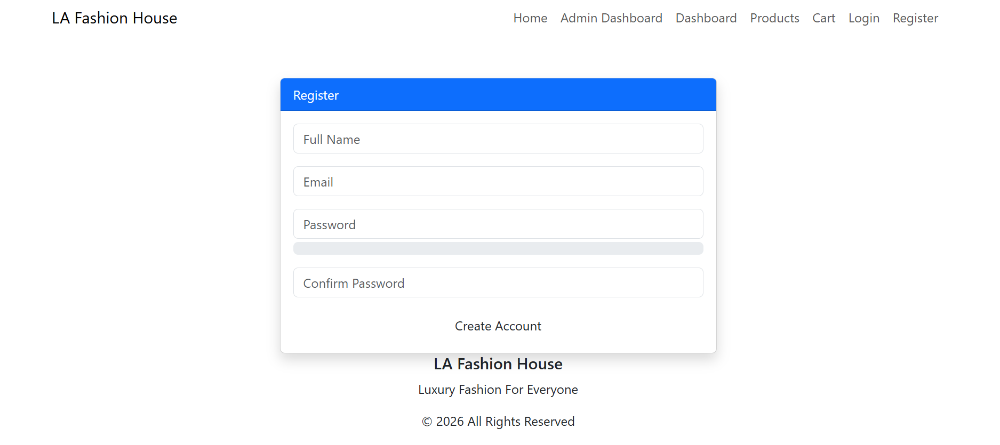 LA Fashion House Home Admin Dashboard Dashboard Products Cart Login Register
Register
Full Name
Email
Password
Confirm Password
Create Account
LA Fashion House
Luxury Fashion For Everyone
© 2026 All Rights Reserved